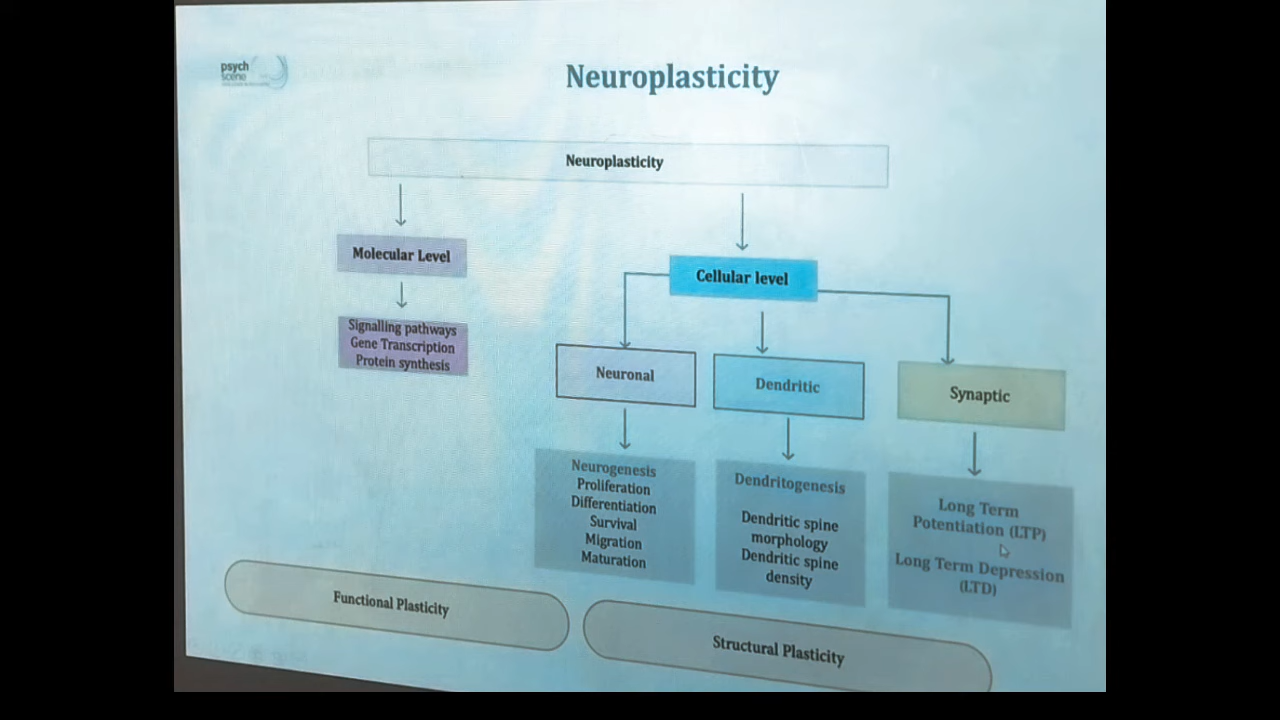 psych
scene
Neuroplasticity
Neuroplasticity
Molecular Level
Signalling pathways
Gene Transcription
Protein synthesis
Cellular level
Neuronal
Neurogenesis
Proliferation
Differentiation
Survival
Migration
Maturation
Dendritic
Dendritogenesis
Dendritic spine
morphology
Dendritic spine
density
Synaptic
Long Term
Potentiation (LTP)
Long Term Depression
(LTD)
Functional Plasticity
Structural Plasticity